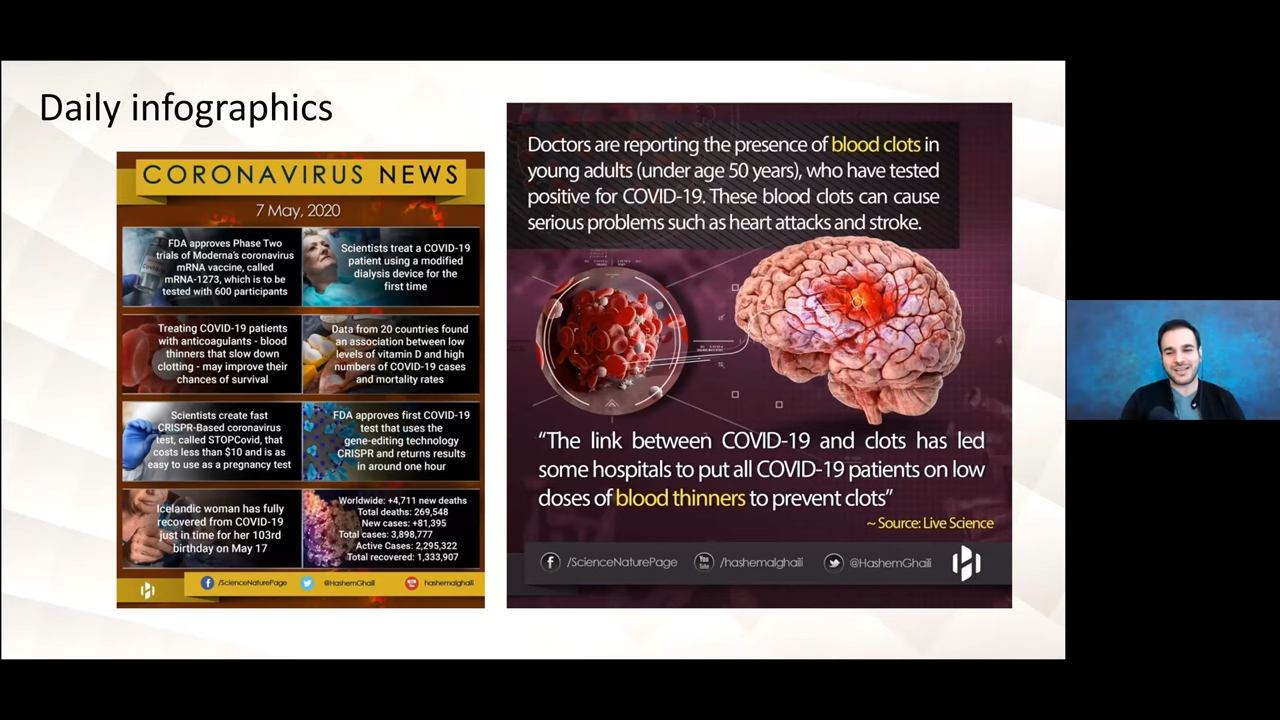 Daily infographics
CORONAVIRUS NEWS
7 May, 2020
FDA approves Phase Two
trials of Moderna's coronavirus
mRNA vaccine, called
mRNA-1273, which is to be
tested with 600 participants
Scientists treat a COVID-19
patient using a modified
dialysis device for the
first time
Treating COVID-19 patients
with anticoagulants - blood
thinners that slow down
clotting - may improve their
chances of survival
Data from 20 countries found
an association between low
levels of vitamin D and high
numbers of COVID-19 cases
and mortality rates
Scientists create fast
CRISPR-Based coronavirus
test, called STOPCovid, that
costs less than $10 and is as
easy to use as a pregnancy test
FDA approves first COVID-19
test that uses the
gene-editing technology
CRISPR and returns results
in around one hour
Icelandic woman has fully
recovered from COVID-19
just in time for her 103rd
birthday on May 17
Worldwide: +4,711 new deaths
Total deaths: 269,548
New cases: +81,395
Total cases: 3,898,777
Active Cases: 2,295,322
Total recovered: 1,333,907
/ScienceNaturePage @HashemGhaili hashemalghaili
Doctors are reporting the presence of blood clots in
young adults (under age 50 years), who have tested
positive for COVID-19. These blood clots can cause
serious problems such as heart attacks and stroke.
“The link between COVID-19 and clots has led
some hospitals to put all COVID-19 patients on low
doses of blood thinners to prevent clots”
~ Source: Live Science
/ScienceNaturePage You Tube /hashemalghaili @HashemGhaili